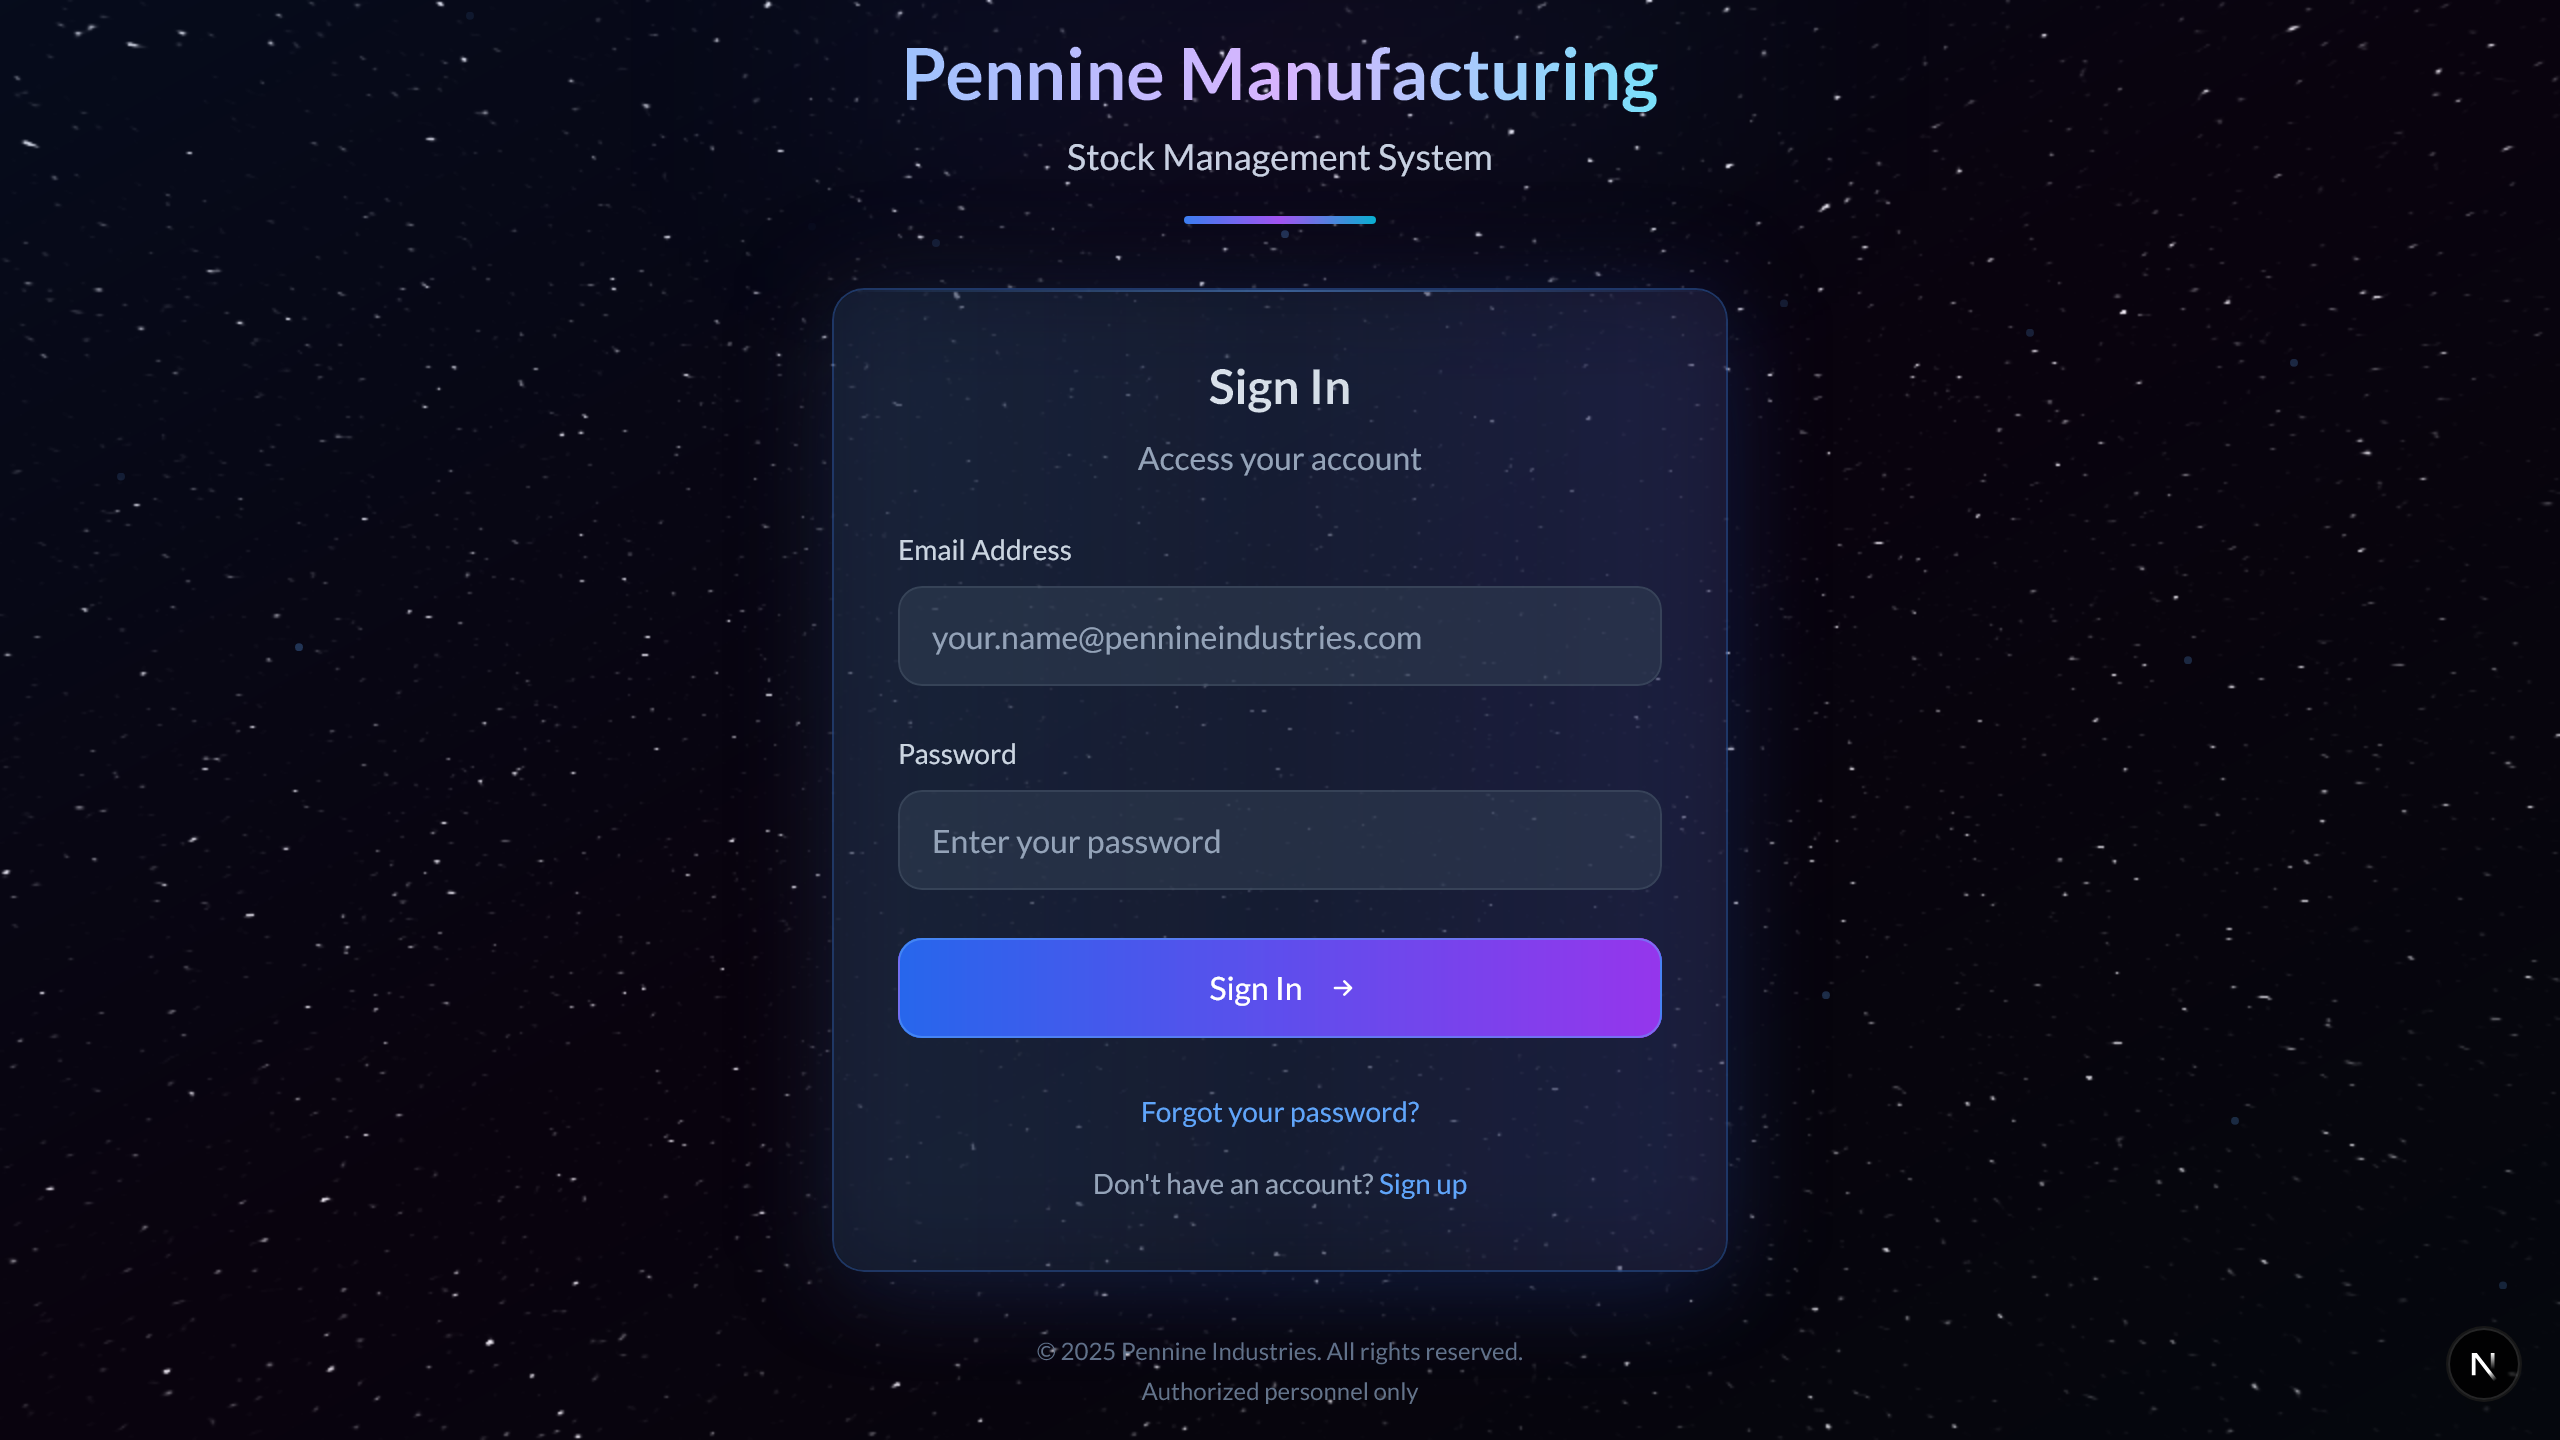 Pennine Manufacturing
Stock Management System
Sign In
Access your account
Email Address
your.name@pennineindustries.com
Password
Enter your password
Sign In →
Forgot your password?
Don't have an account? Sign up
© 2025 Pennine Industries. All rights reserved.
Authorized personnel only
N